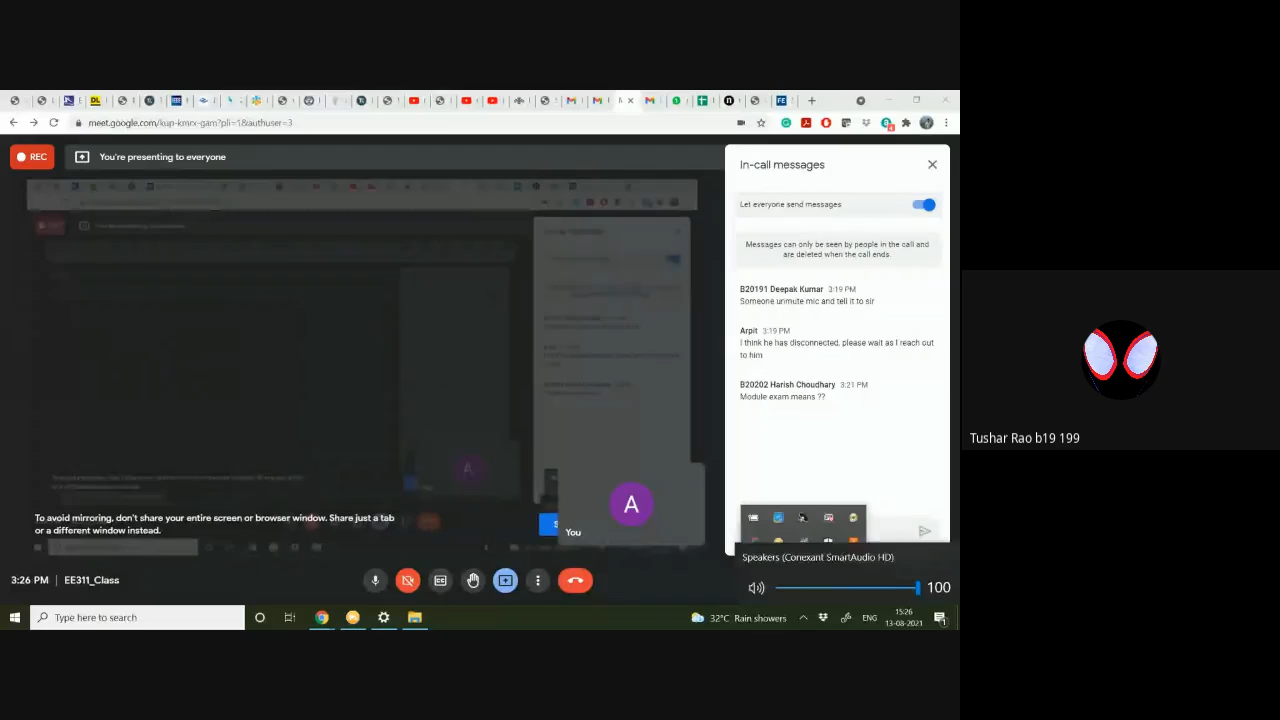 meet.google.com/kup-kmrx-gam?pli=1&authuser=3
REC
You're presenting to everyone
In-call messages
Let everyone send messages
Messages can only be seen by people in the call and
are deleted when the call ends.
B20191 Deepak Kumar 3:19 PM
Someone unmute mic and tell it to sir
Arpit 3:19 PM
I think he has disconnected, please wait as I reach out
to him
B20202 Harish Choudhary 3:21 PM
Module exam means ??
A
You
To avoid mirroring, don't share your entire screen or browser window. Share just a tab
or a different window instead.
Speakers (Conexant SmartAudio HD)
100
3:26 PM | EE311_Class
Type here to search
32°C Rain showers
ENG
15:26
13-08-2021
Tushar Rao b19 199